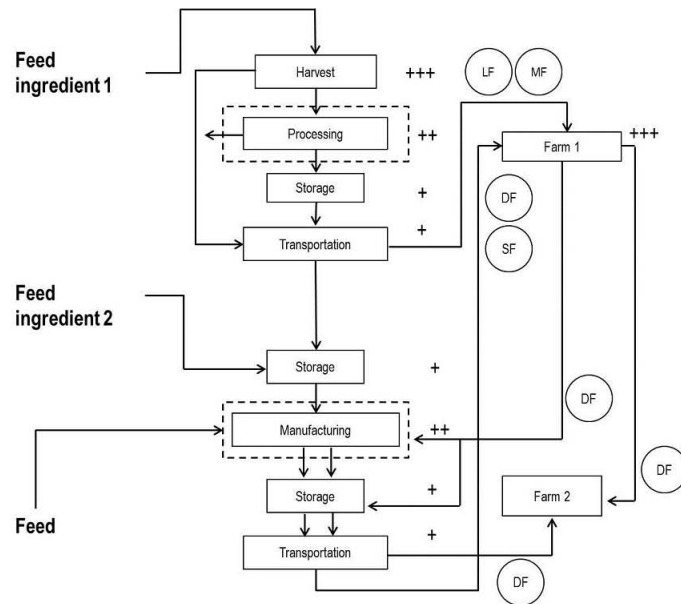 Feed
ingredient 1
Harvest
+++
LF
MF
Processing
++
Farm 1
+++
Storage
+
DF
Transportation
+
SF
Feed
ingredient 2
Storage
+
DF
Manufacturing
++
DF
Storage
+
Farm 2
Feed
+
Transportation
DF